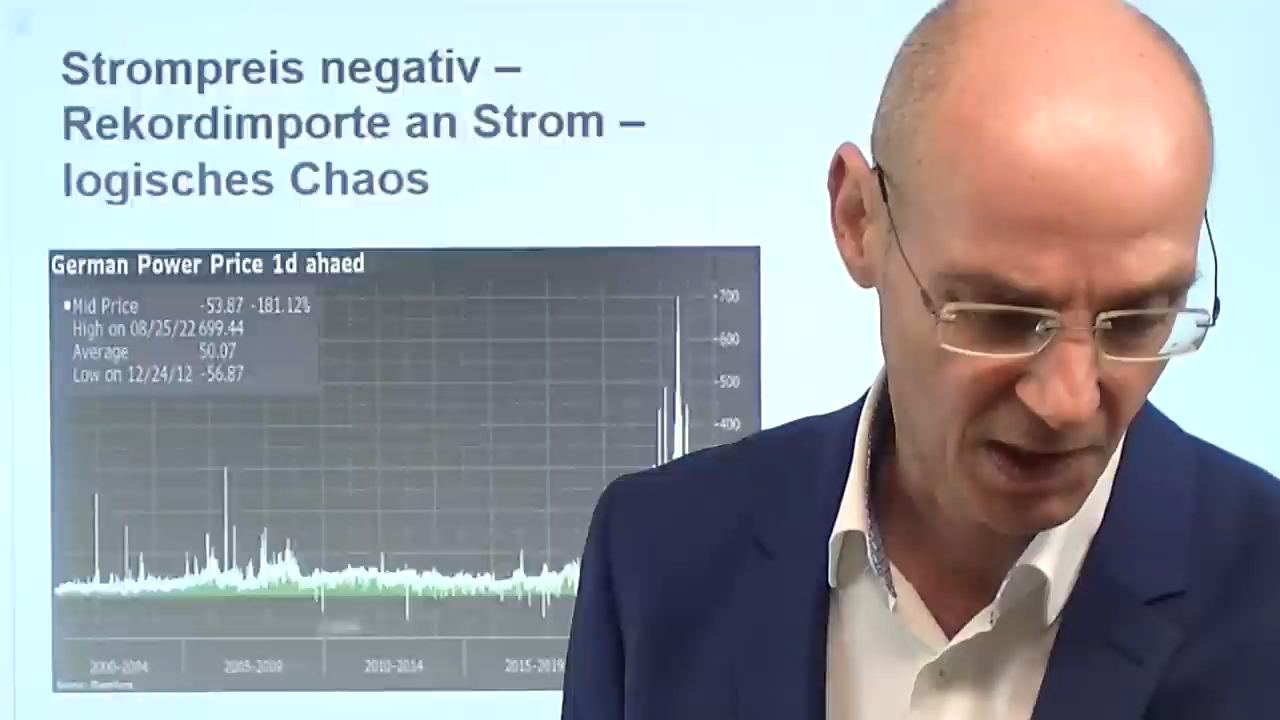 Strompreis negativ –
Rekordimporte an Strom –
logisches Chaos
German Power Price 1d ahaed
Mid Price -53.87 -181.12%
High on 08/25/22 699.44
Average 50.07
Low on 12/24/12 -56.87
700
600
500
400
2000-2004 2005-2009 2010-2014 2015-2019
Source: Bloomberg